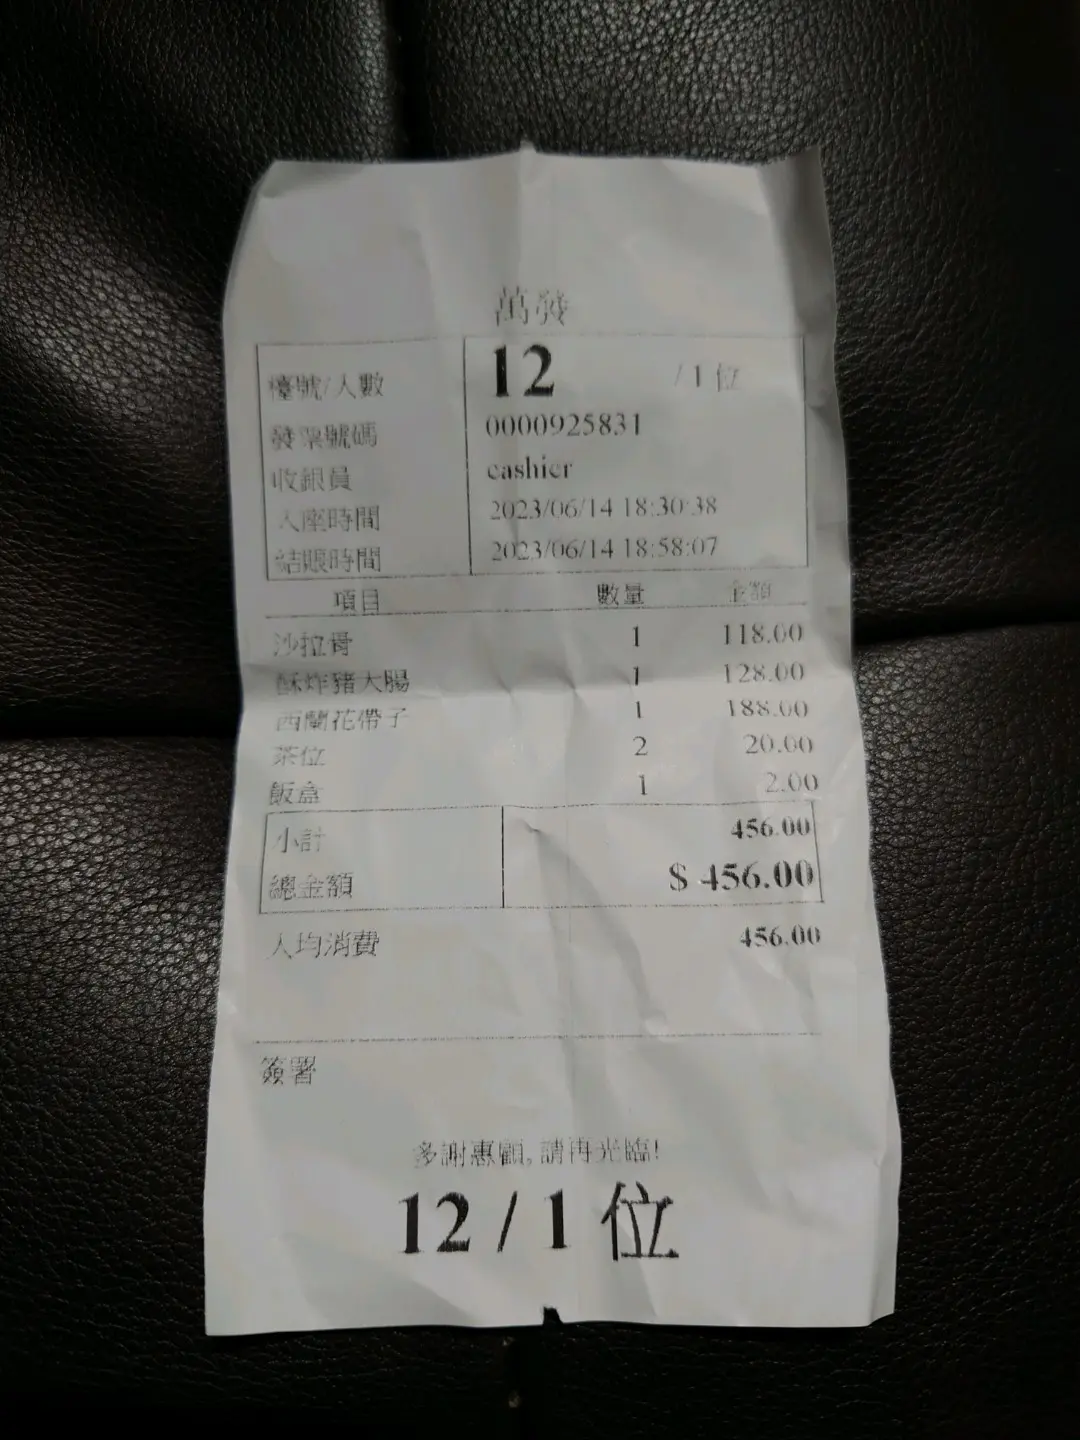 萬發
檯號/人數 12 / 1 位
發票號碼 0000925831
收銀員 cashier
入座時間 2023/06/14 18:30:38
結賬時間 2023/06/14 18:58:07
項目 數量 金額
沙拉骨 1 118.00
酥炸豬大腸 1 128.00
西蘭花帶子 1 188.00
茶位 2 20.00
飯盒 1 2.00
小計 456.00
總金額 $ 456.00
人均消費 456.00
簽署
多謝惠顧, 請再光臨!
12 / 1 位